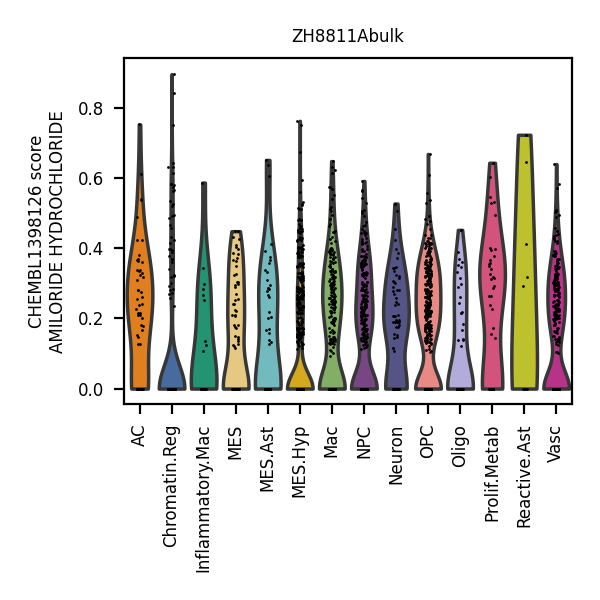 ZH8811Abulk
CHEMBL1398126 score
AMILORIDE HYDROCHLORIDE
0.8
0.6
0.4
0.2
0.0
AC
Chromatin.Reg
Inflammatory.Mac
MES
MES.Ast
MES.Hyp
Mac
NPC
Neuron
OPC
Oligo
Prolif.Metab
Reactive.Ast
Vasc